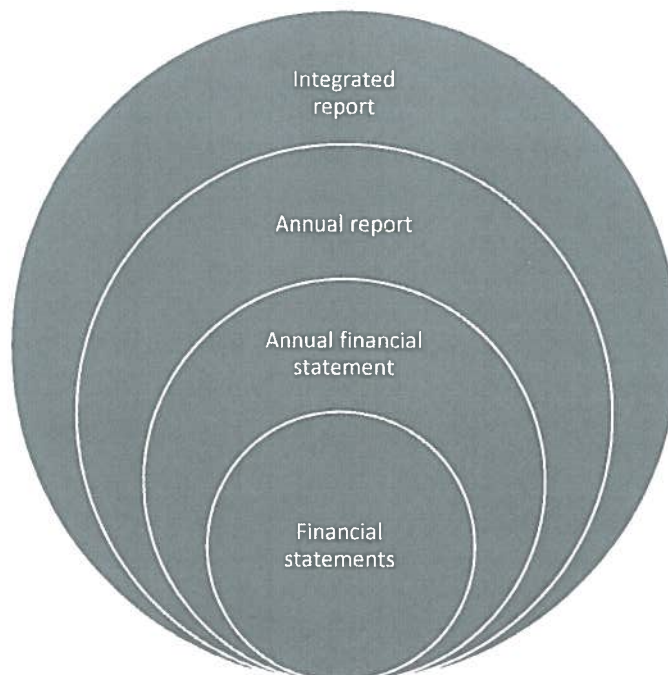 Integrated
report
Annual report
Annual financial
statement
Financial
statements